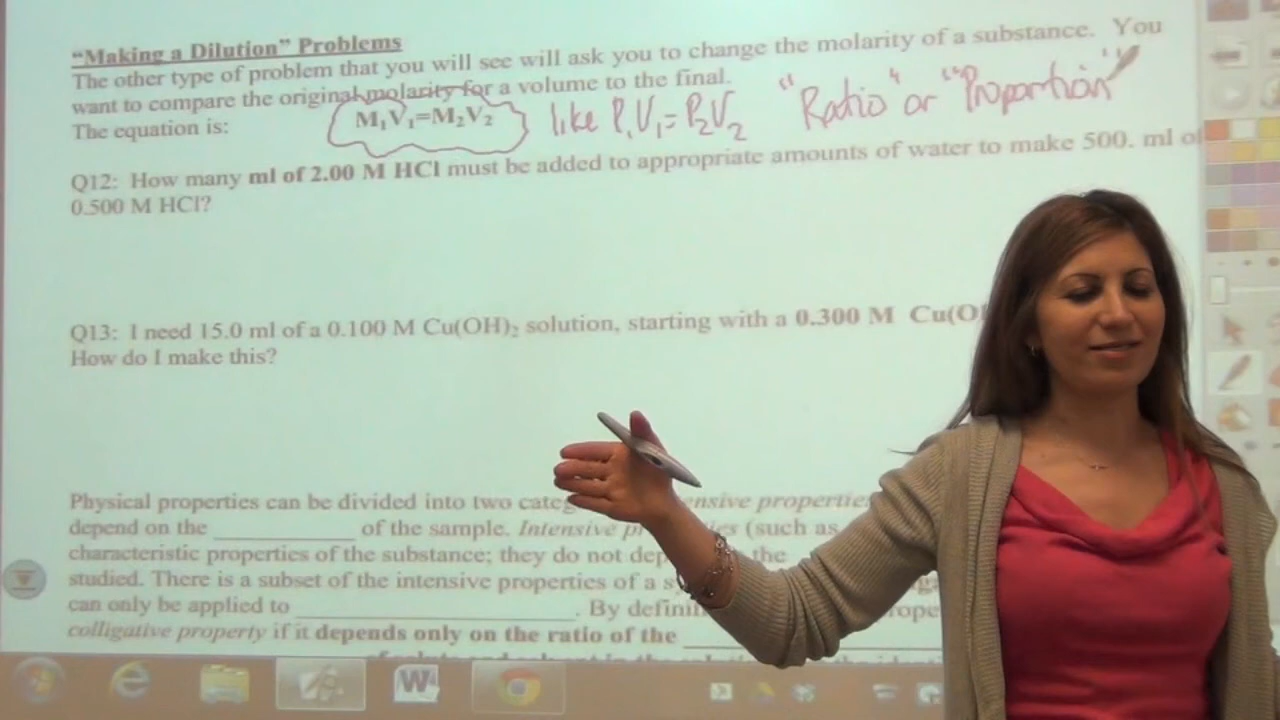 “Making a Dilution” Problems
The other type of problem that you will see will ask you to change the molarity of a substance. You
want to compare the original molarity for a volume to the final.
The equation is: M₁V₁=M₂V₂ like P₁V₁=P₂V₂ "Ratio" or "Proportion"
Q12: How many ml of 2.00 M HCl must be added to appropriate amounts of water to make 500. ml of
0.500 M HCl?
Q13: I need 15.0 ml of a 0.100 M Cu(OH)₂ solution, starting with a 0.300 M Cu(O
How do I make this?
Physical properties can be divided into two
depend on the ____________ of the sample. Intensive (such as
characteristic properties of the substance; they do not the
studied. There is a subset of the intensive properties of a
can only be applied to ________________________. By
colligative property if it depends only on the ratio of the
W